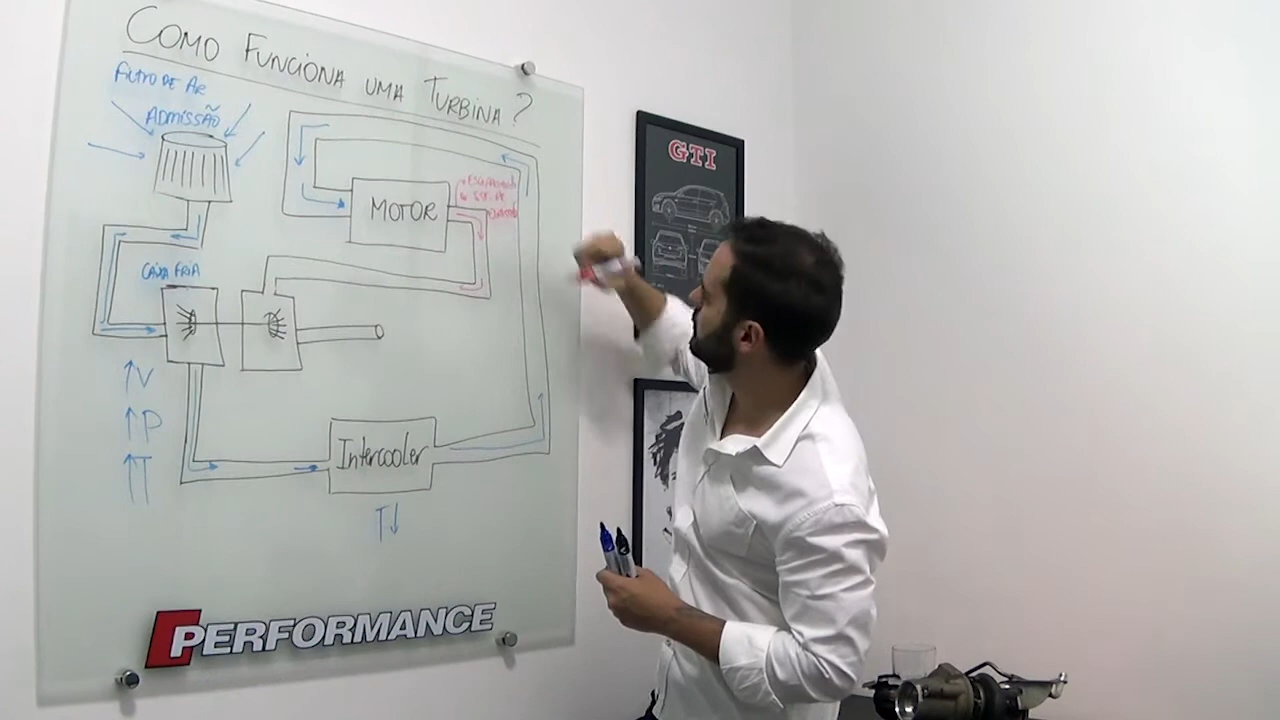 COMO FUNCIONA UMA TURBINA?
FILTRO DE AR
ADMISSÃO
MOTOR
CAIXA FRIA
↑V
↑P
↑T
Intercooler
T↓
PERFORMANCE
GTI